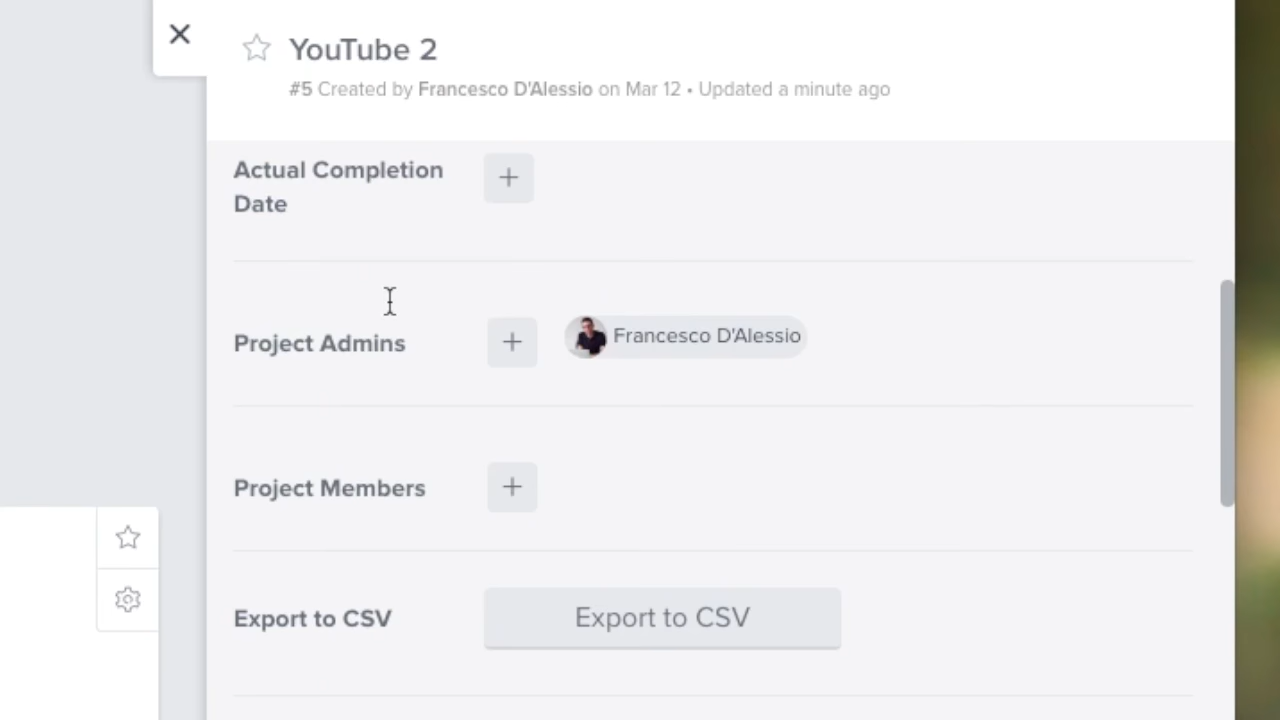 YouTube 2
#5 Created by Francesco D'Alessio on Mar 12 • Updated a minute ago
Actual Completion
Date
Project Admins
Francesco D'Alessio
Project Members
Export to CSV
Export to CSV